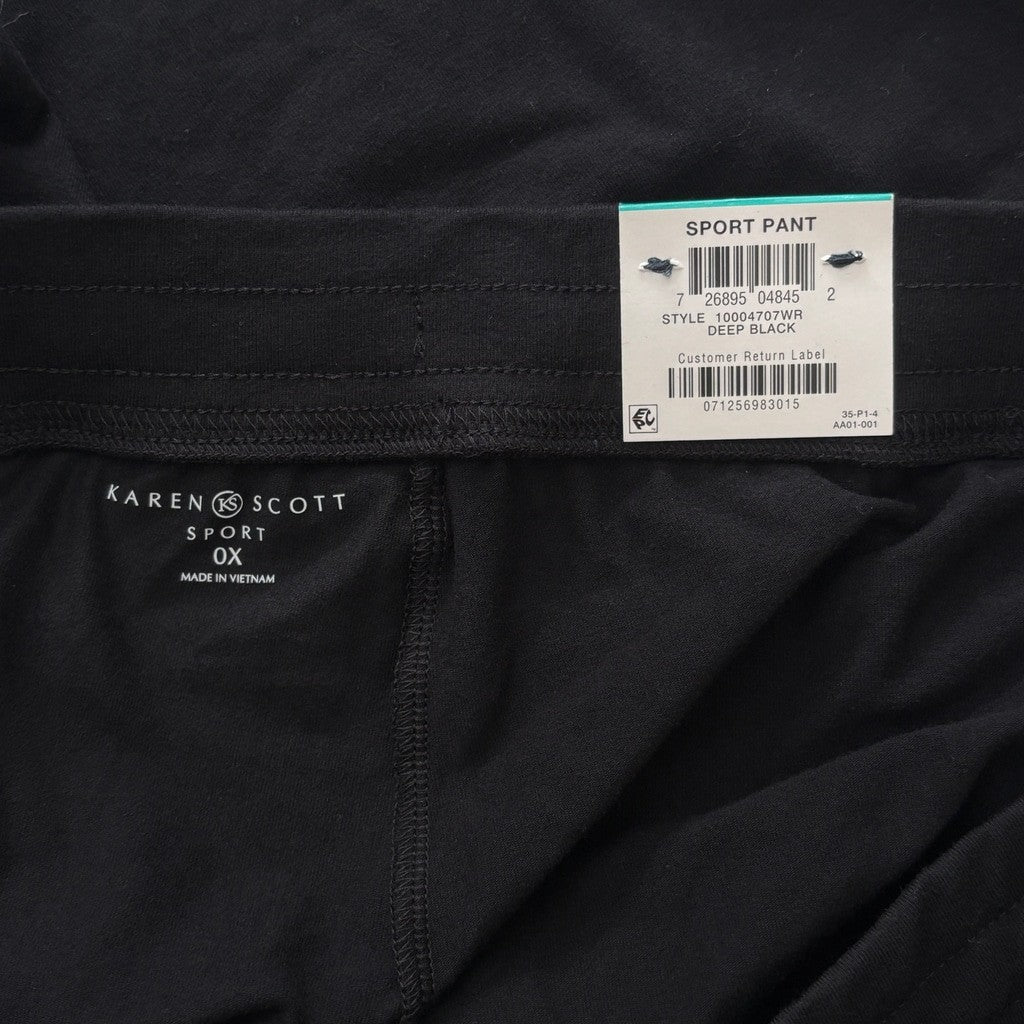 SPORT PANT
7 26895 04845 2
STYLE 10004707WR
DEEP BLACK
Customer Return Label
071256983015
35-P1-4
AA01-001
KAREN KS SCOTT
SPORT
0X
MADE IN VIETNAM